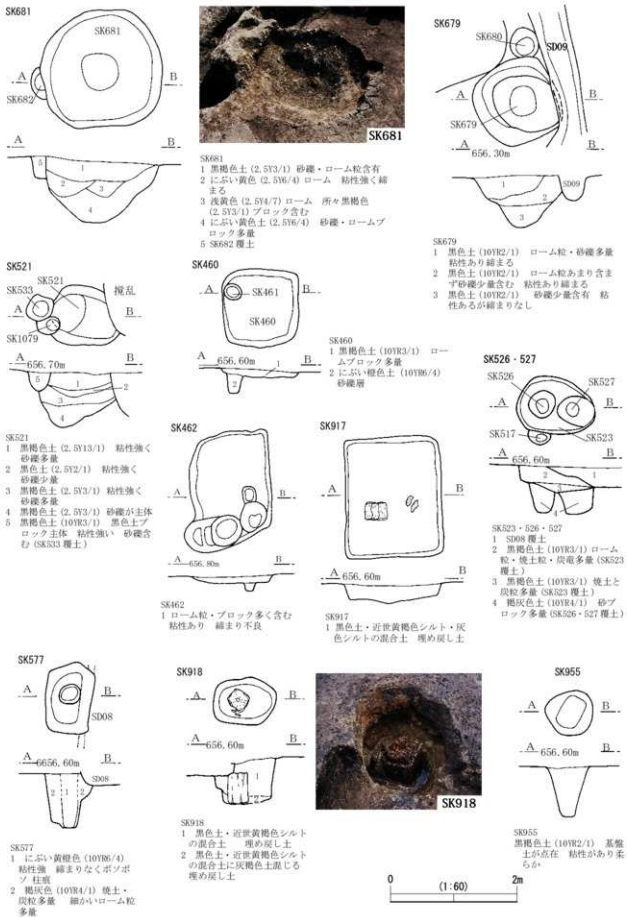 SK681
SK681
A
B
SK682
A
B
5
1
2
3
4
SK681
SK681
1 黒褐色土 (2.5Y3/1) 砂礫・ローム粒含有
2 にぶい黄色 (2.5Y6/4) ローム 粘性強く締
まる
3 浅黄色 (2.5Y4/7) ローム 所々黒褐色
(2.5Y3/1) ブロック含む
4 にぶい黄色土 (2.5Y6/4) 砂礫・ロームブ
ロック多量
5 SK682 覆土
SK679
SK680
SD09
A
B
SK679
A
B
656.30m
1
2
3
SD09
SK679
1 黒色土 (10YR2/1) ローム粒・砂礫多量
粘性あり締まる
2 黒色土 (10YR2/1) ローム粒あまり含ま
ず砂礫少量含む 粘性あり締まる
3 黒色土 (10YR2/1) 砂礫少量含有 粘
性あるが締まりなし
SK521
SK521
SK533
撹乱
A
B
SK1079
A
656.70m
B
5
1
2
3
4
SK521
1 黒褐色土 (2.5Y13/1) 粘性強く
砂礫多量
2 黒色土 (2.5Y2/1) 粘性強く
砂礫少量
3 黒褐色土 (2.5Y3/1) 粘性強く
砂礫多量
4 黒褐色土 (2.5Y3/1) 砂礫が主体
5 黒褐色土 (10YR3/1) 黒色土ブ
ロック主体 粘性強い 砂礫含
む (SK533 覆土)
SK460
A
B
SK461
SK460
A
656.60m
B
1
2
SK460
1 黒褐色土 (10YR3/1) ロー
ムブロック多量
2 にぶい橙色土 (10YR6/4)
砂礫層
SK526・527
SK526
SK527
A
B
SK517
SK523
656.60m
A
B
2
1
3
4
SK523・526・527
1 SD08 覆土
2 黒褐色土 (10YR3/1) ローム
粒・焼土粒・炭竜多量 (SK523
覆土)
3 黒褐色土 (10YR3/1) 焼土と
炭粒多量 (SK523 覆土)
4 褐灰色土 (10YR4/1) 砂ブ
ロック多量 (SK526・527 覆土)
SK462
A
B
A
656.80m
B
SK462
1 ローム粒・ブロック多く含む
粘性あり 締まり不良
SK917
A
B
A
656.60m
B
SK917
1 黒色土・近世黄褐色シルト・灰
色シルトの混合土 埋め戻し土
SK577
A
B
SD08
A
6656.60m
B
2
1
2
SD08
SK577
1 にぶい黄橙色 (10YR6/4)
粘性強 締まりなくボソボ
ソ 柱痕
2 褐灰色 (10YR4/1) 焼土・
炭粒多量 細かいローム粒
多量
SK918
A
B
A
656.60m
B
1
2
SK918
1 黒色土・近世黄褐色シルト
の混合土 埋め戻し土
2 黒色土・近世黄褐色シルト
の混合土に灰褐色土混じる
埋め戻し土
SK918
SK955
A
B
A
656.60m
B
SK955
黒褐色土 (10YR2/1) 基盤
土が点在 粘性があり柔
らか
0
(1:60)
2m